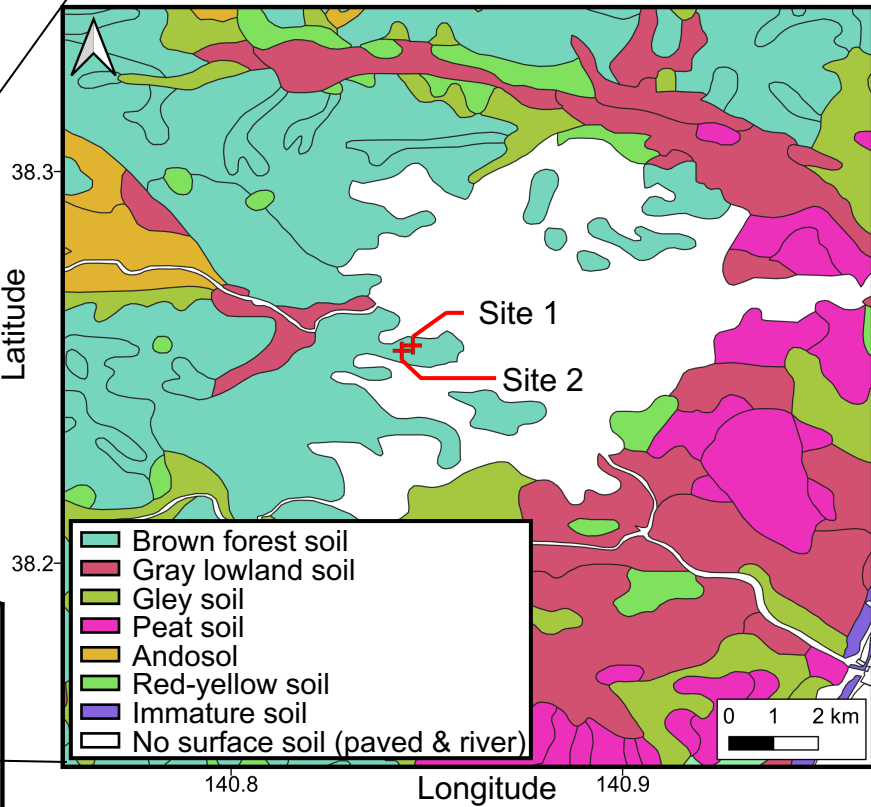 38.3
Latitude
38.2
Site 1
Site 2
Brown forest soil
Gray lowland soil
Gley soil
Peat soil
Andosol
Red-yellow soil
Immature soil
No surface soil (paved & river)
0 1 2 km
140.8
Longitude
140.9